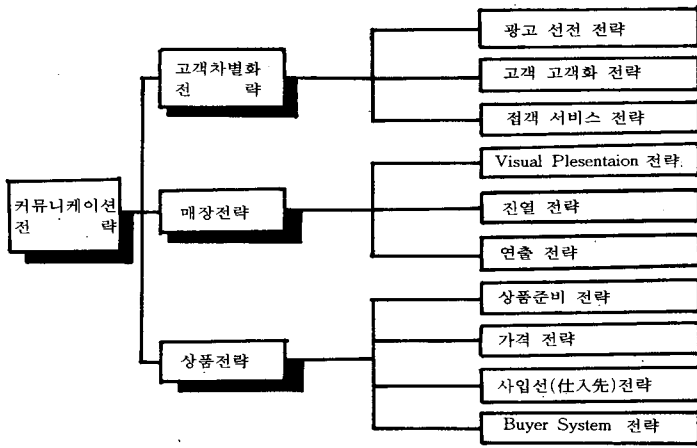 커뮤니케이션
전 략
고객차별화
전 략
광고 선전 전략
고객 고객화 전략
접객 서비스 전략
매장전략
Visual Plesentaion 전략
진열 전략
연출 전략
상품전략
상품준비 전략
가격 전략
사입선(仕入先)전략
Buyer System 전략